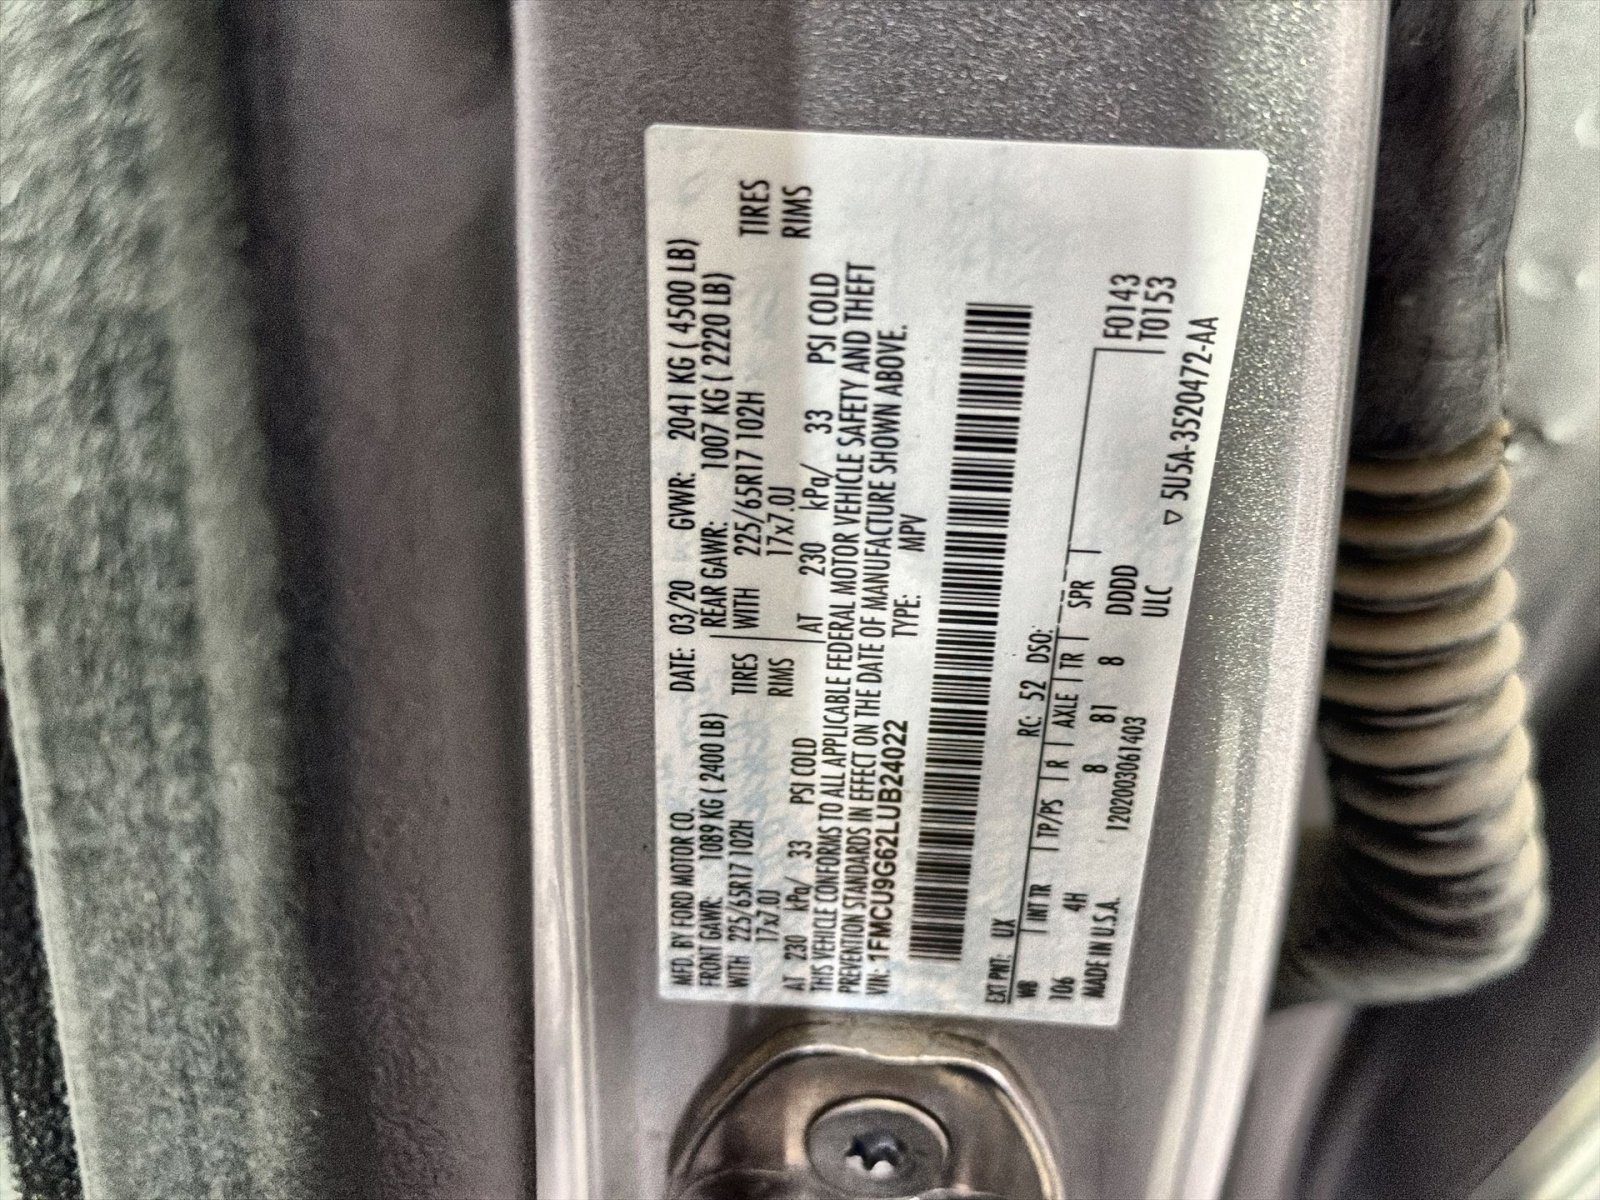 MFD. BY FORD MOTOR CO. DATE: 03/20 GVWR: 2041 KG ( 4500 LB)
FRONT GAWR: 1089 KG ( 2400 LB) REAR GAWR: 1007 KG ( 2220 LB)
WITH 225/65R17 102H TIRES WITH 225/65R17 102H TIRES
17x7.0J RIMS 17x7.0J RIMS
AT 230 kPa/ 33 PSI COLD AT 230 kPa/ 33 PSI COLD
THIS VEHICLE CONFORMS TO ALL APPLICABLE FEDERAL MOTOR VEHICLE SAFETY AND THEFT
PREVENTION STANDARDS IN EFFECT ON THE DATE OF MANUFACTURE SHOWN ABOVE.
VIN: 1FMCU9G62LUB24022 TYPE: MPV
EXT PNT: UX RC: 52 DSO: F0143
WB INT TR TP/PS R AXLE TR SPR T0153
106 4H 8 81 8 DDDD
MADE IN U.S.A. 1202003061403 ULC
▽ 5U5A-3520472-AA